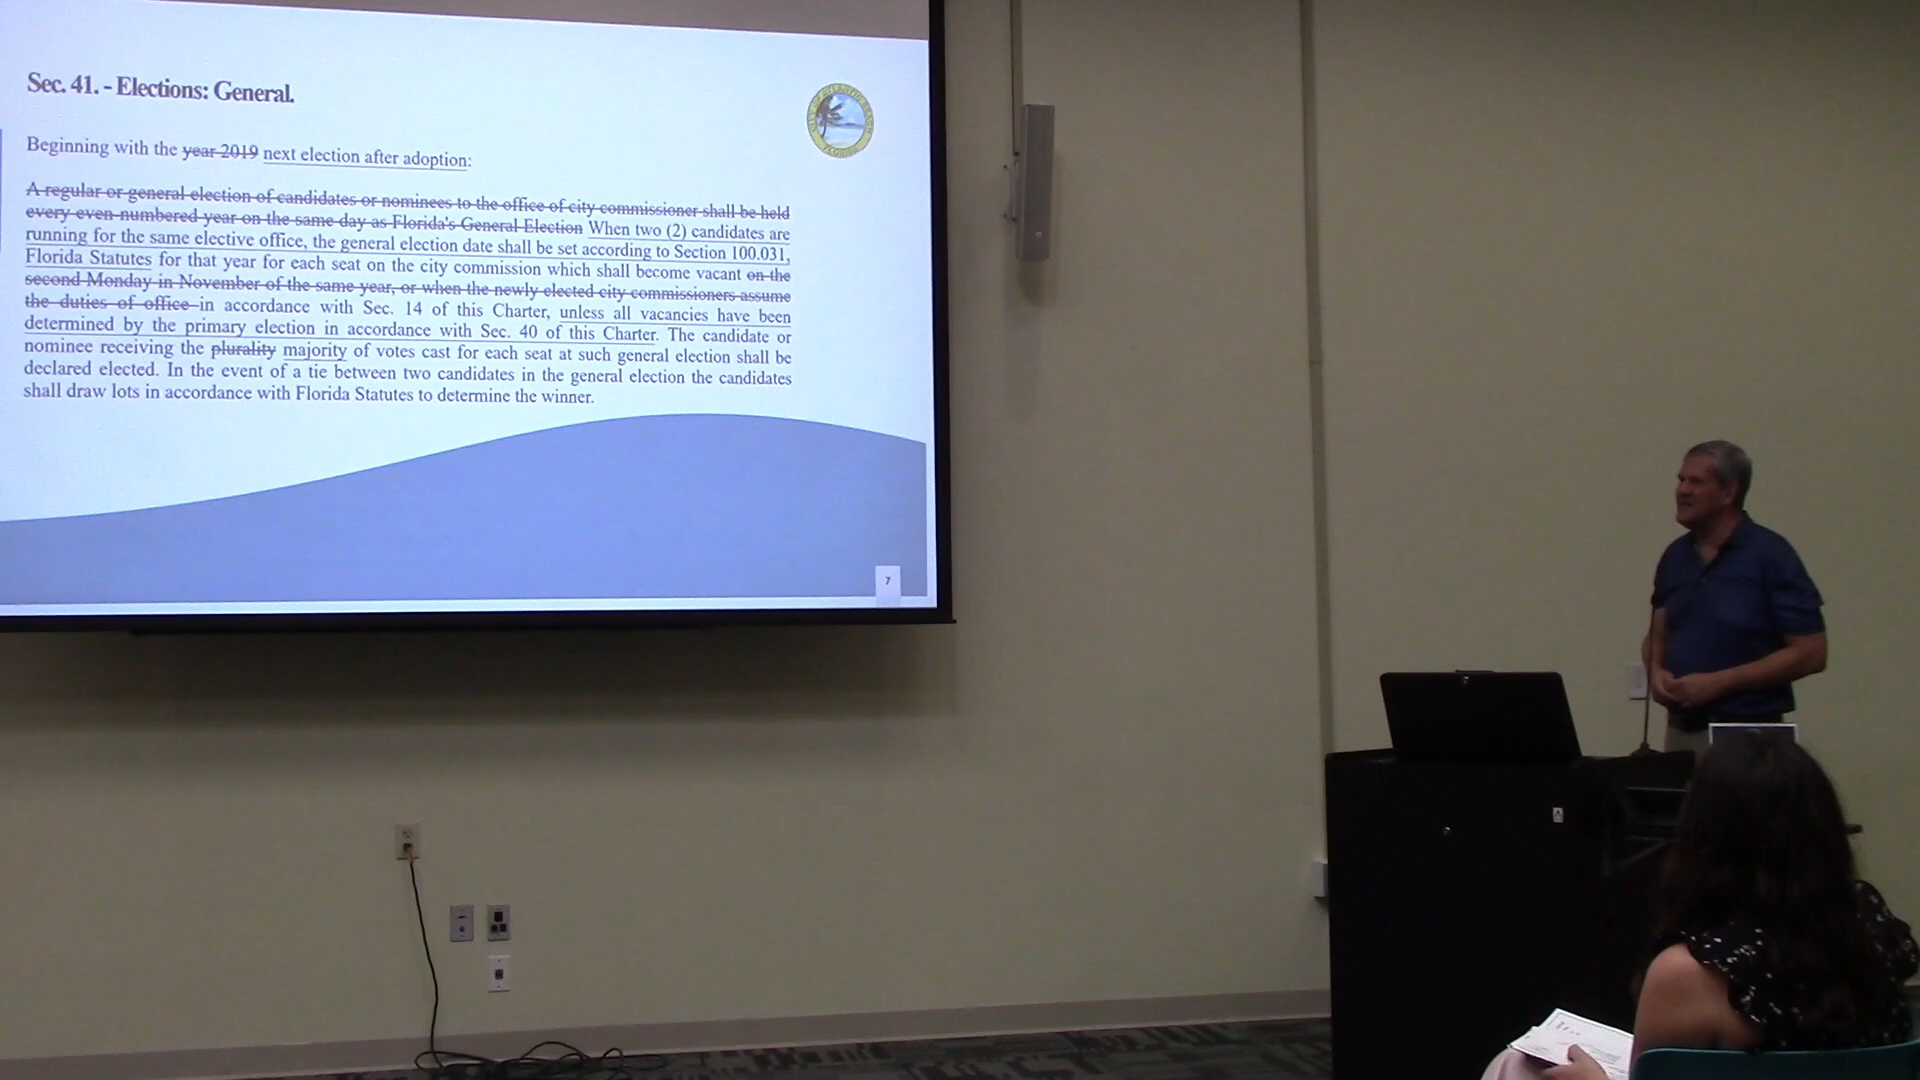 Sec. 41. - Elections: General.
Beginning with the year 2019 next election after adoption:
A regular or general election of candidates or nominees to the office of city commissioner shall be held
every even-numbered year on the same day as Florida's General Election When two (2) candidates are
running for the same elective office, the general election date shall be set according to Section 100.031,
Florida Statutes for that year for each seat on the city commission which shall become vacant on the
second Monday in November of the same year, or when the newly elected city commissioners assume
the duties of office in accordance with Sec. 14 of this Charter, unless all vacancies have been
determined by the primary election in accordance with Sec. 40 of this Charter. The candidate or
nominee receiving the plurality majority of votes cast for each seat at such general election shall be
declared elected. In the event of a tie between two candidates in the general election the candidates
shall draw lots in accordance with Florida Statutes to determine the winner.
7